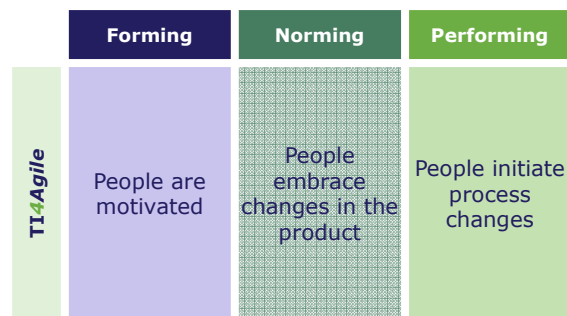 Forming
Norming
Performing
TI4Agile
People are
motivated
People
embrace
changes in the
product
People initiate
process
changes